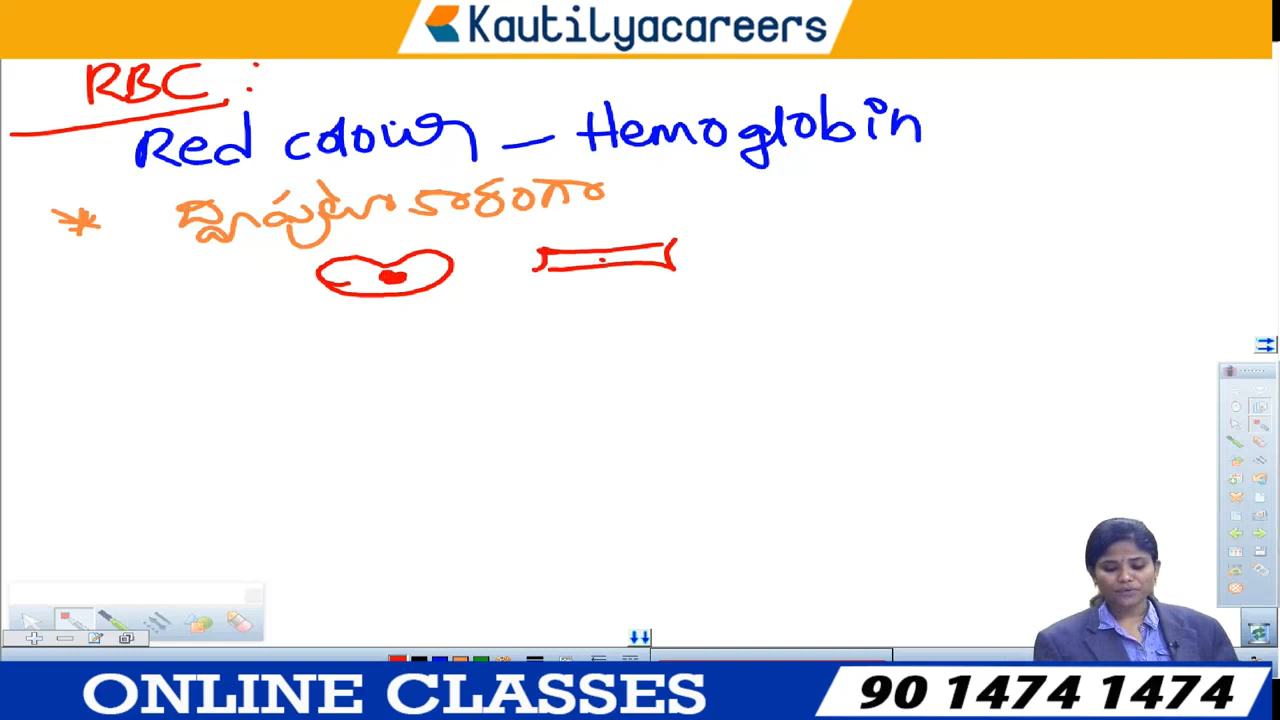 Kautilyacareers
RBC :
Red colour - Hemoglobin
* ద్విపుటాకారంగా
ONLINE CLASSES
90 1474 1474